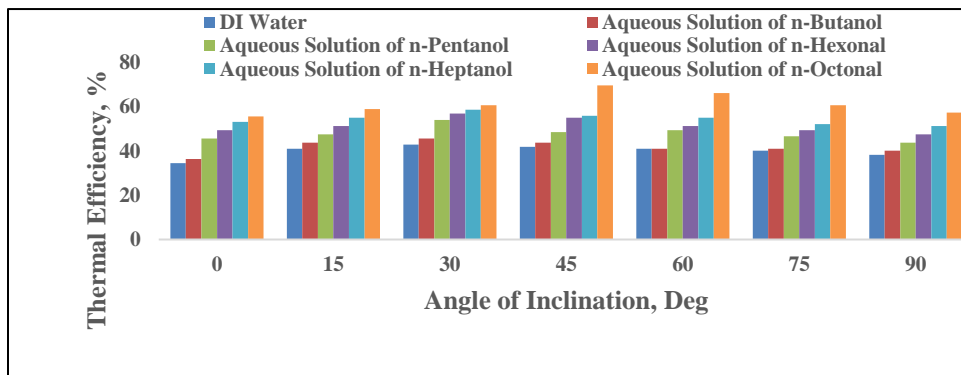 DI Water Aqueous Solution of n-Butanol
Aqueous Solution of n-Pentanol Aqueous Solution of n-Hexonal
Aqueous Solution of n-Heptanol Aqueous Solution of n-Octonal
Thermal Efficiency, %
80
60
40
20
0
0 15 30 45 60 75 90
Angle of Inclination, Deg